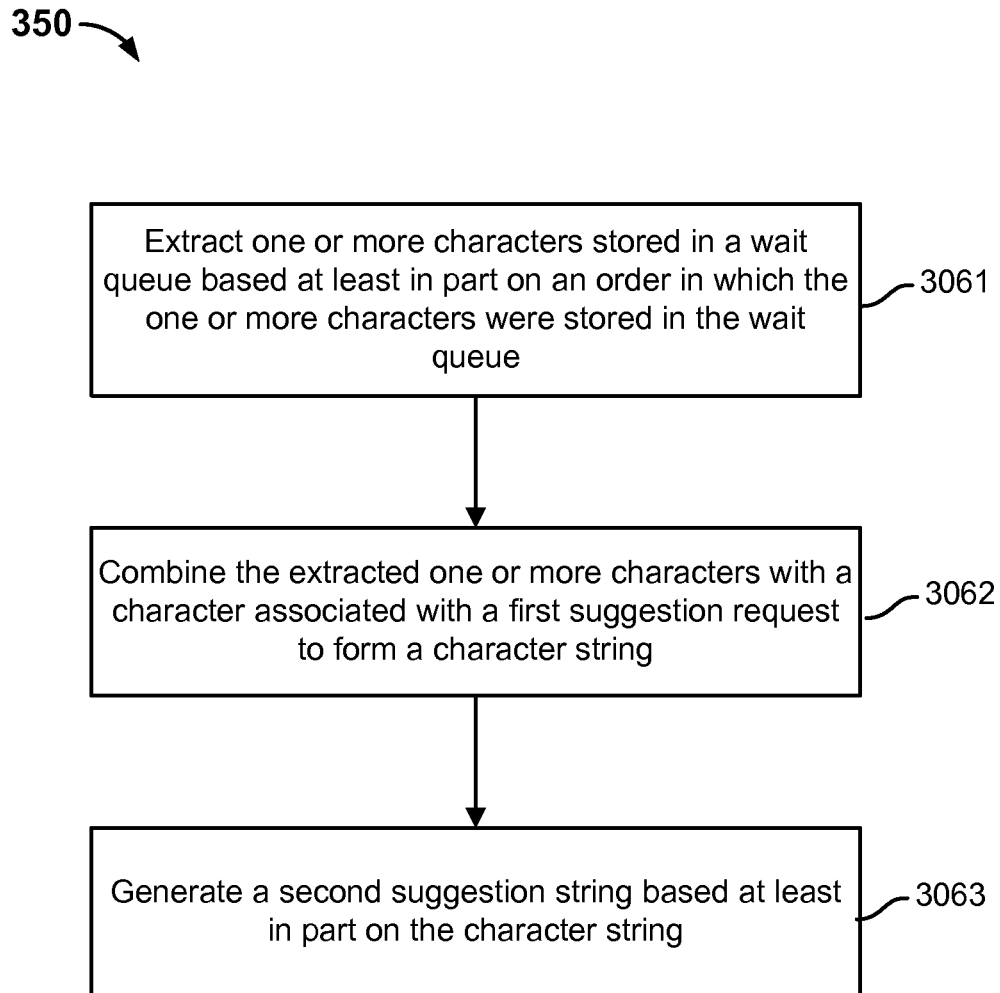 350
Extract one or more characters stored in a wait
queue based at least in part on an order in which the
one or more characters were stored in the wait
queue
3061
Combine the extracted one or more characters with a
character associated with a first suggestion request
to form a character string
3062
Generate a second suggestion string based at least
in part on the character string
3063